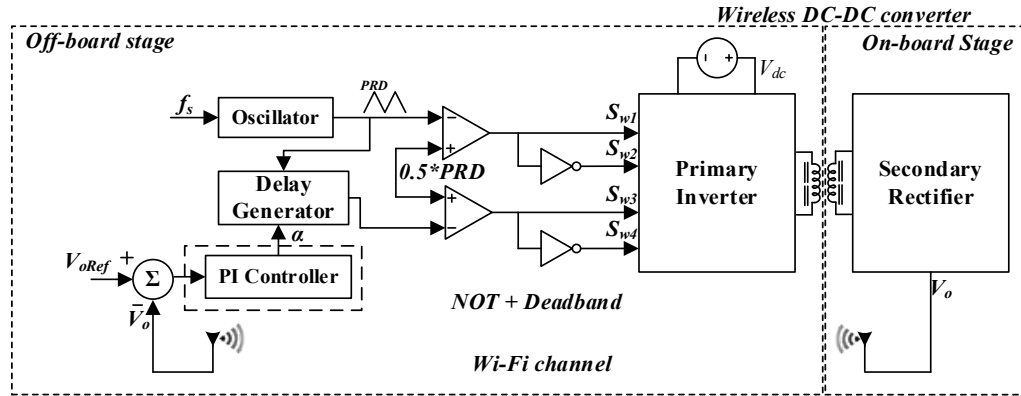 Wireless DC-DC converter
Off-board stage
On-board Stage
V_dc
PRD
f_s
Oscillator
S_w1
S_w2
0.5*PRD
Delay
Generator
Primary
Inverter
Secondary
Rectifier
S_w3
S_w4
α
V_oRef
+
Σ
PI Controller
V̄_o
NOT + Deadband
V_o
Wi-Fi channel